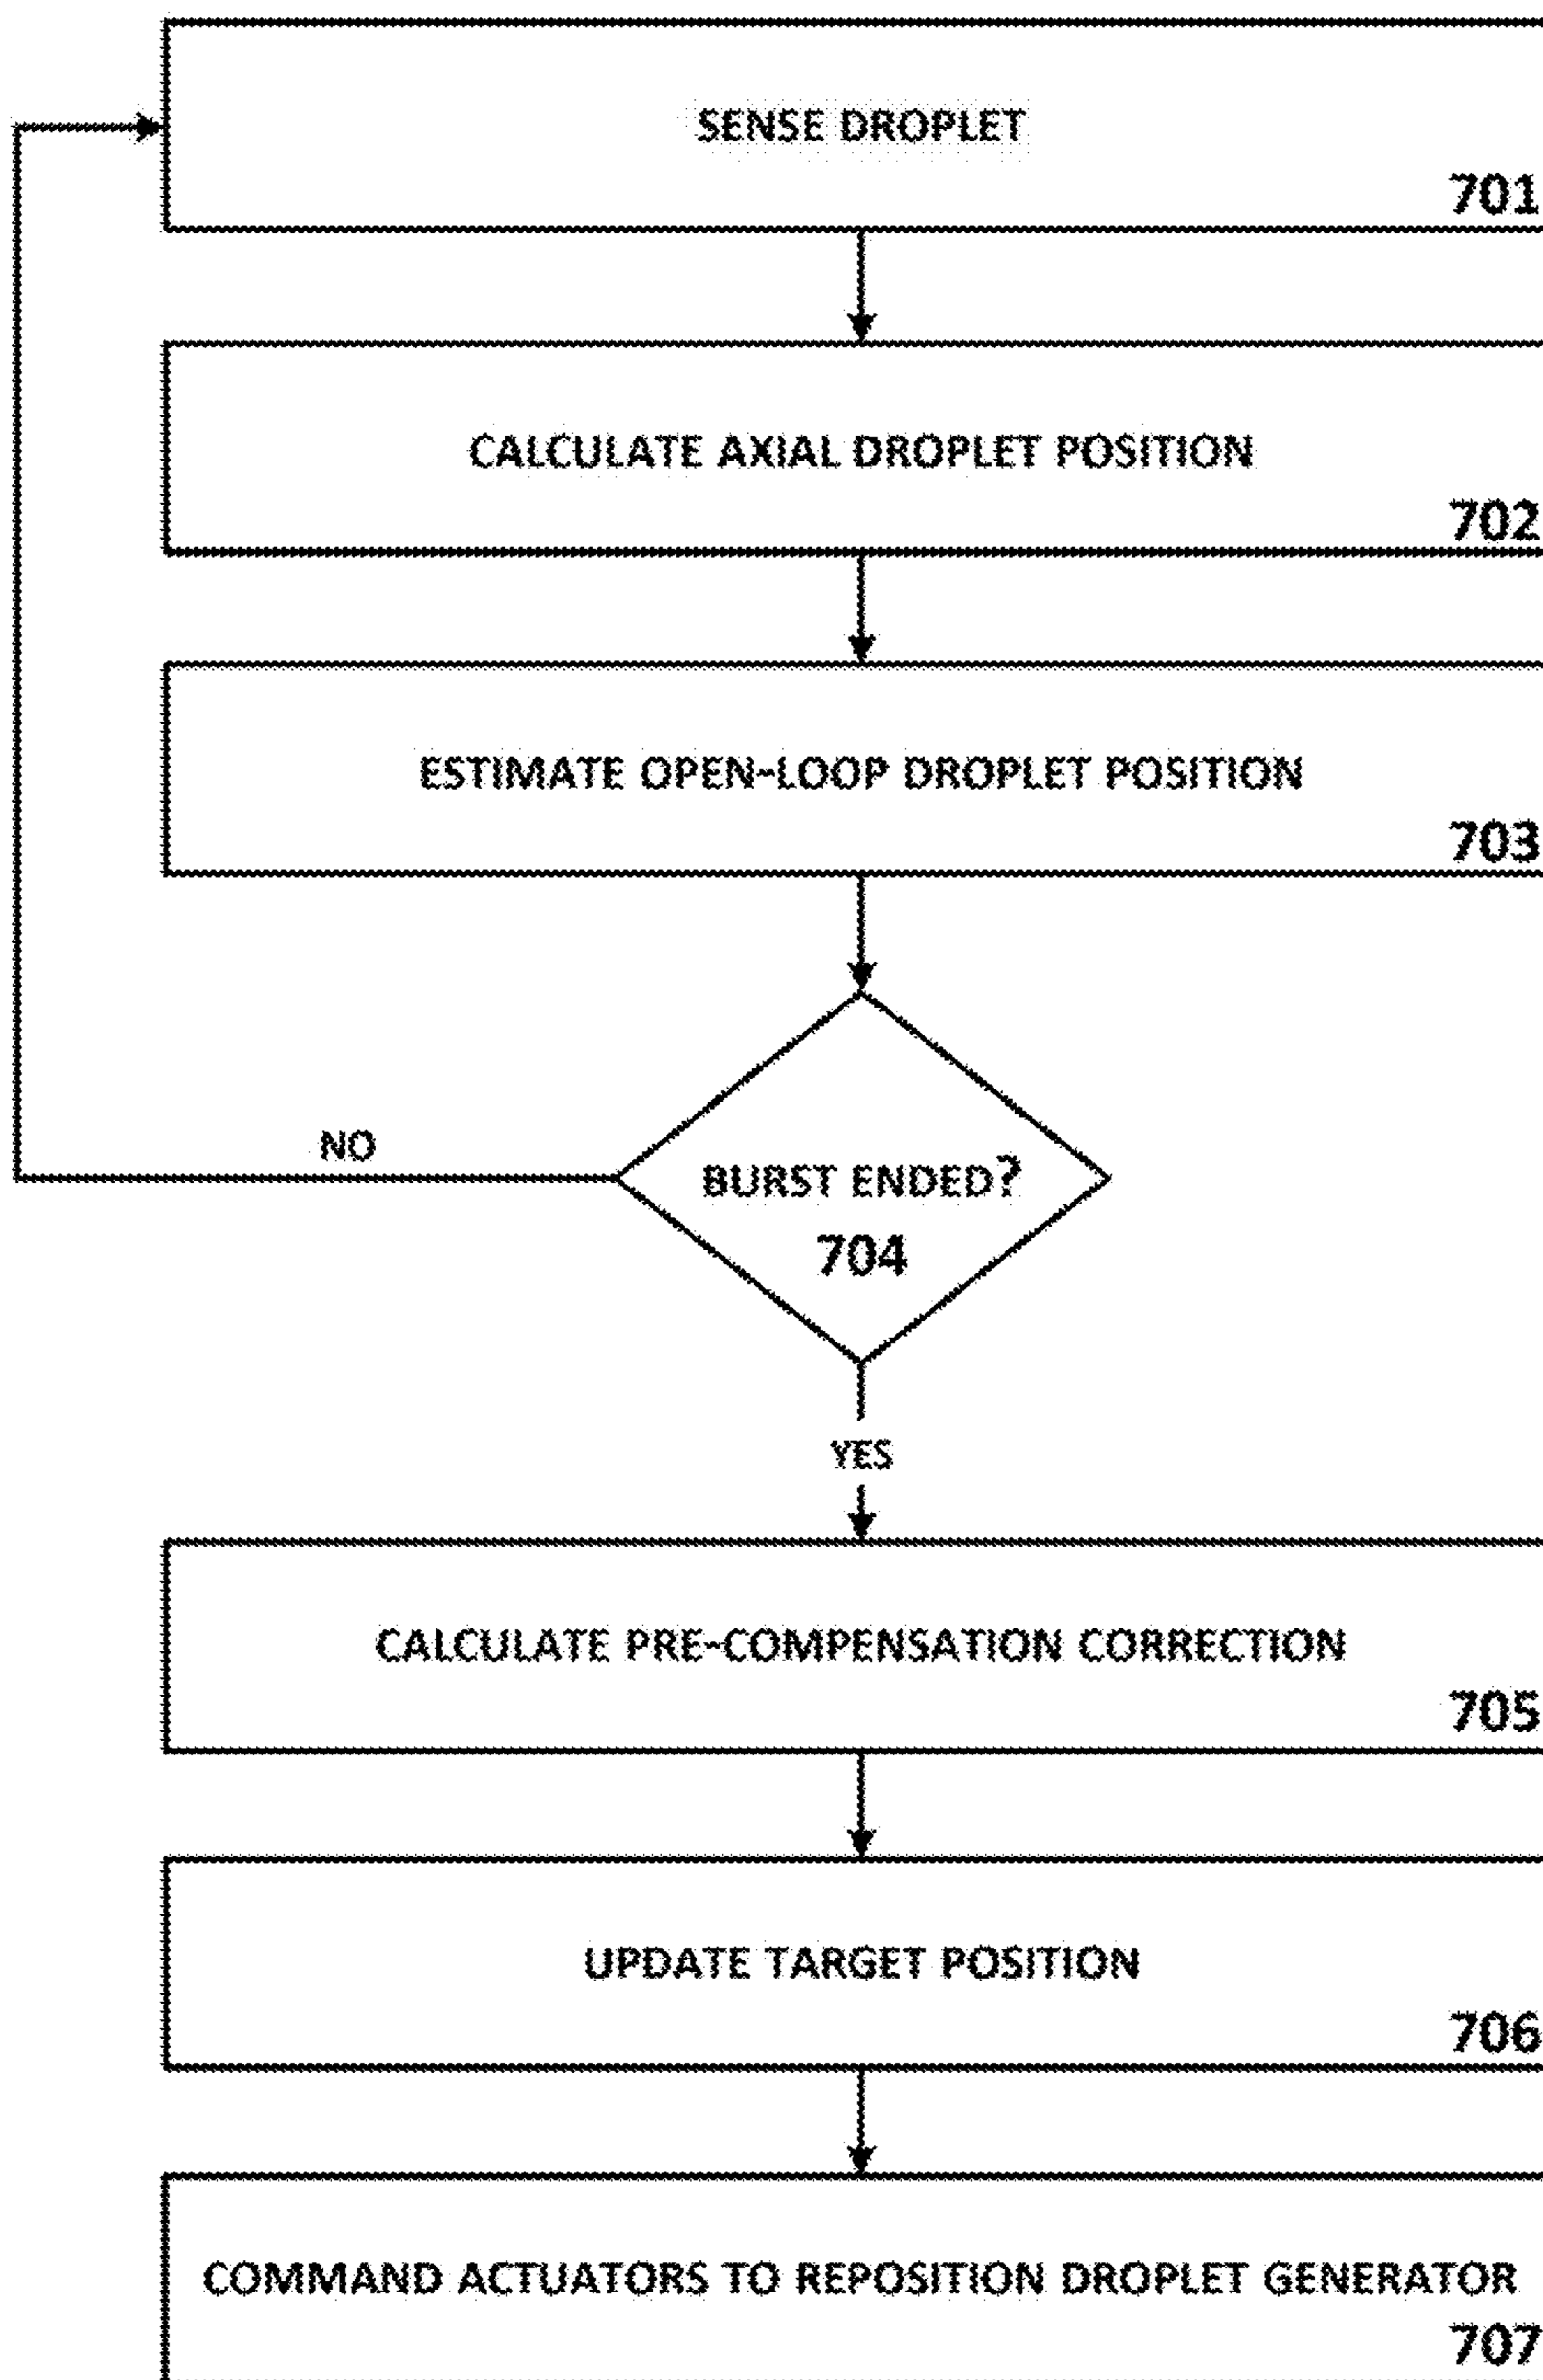 SENSE DROPLET
701
CALCULATE AXIAL DROPLET POSITION
702
ESTIMATE OPEN-LOOP DROPLET POSITION
703
NO
BURST ENDED?
704
YES
CALCULATE PRE-COMPENSATION CORRECTION
705
UPDATE TARGET POSITION
706
COMMAND ACTUATORS TO REPOSITION DROPLET GENERATOR
707